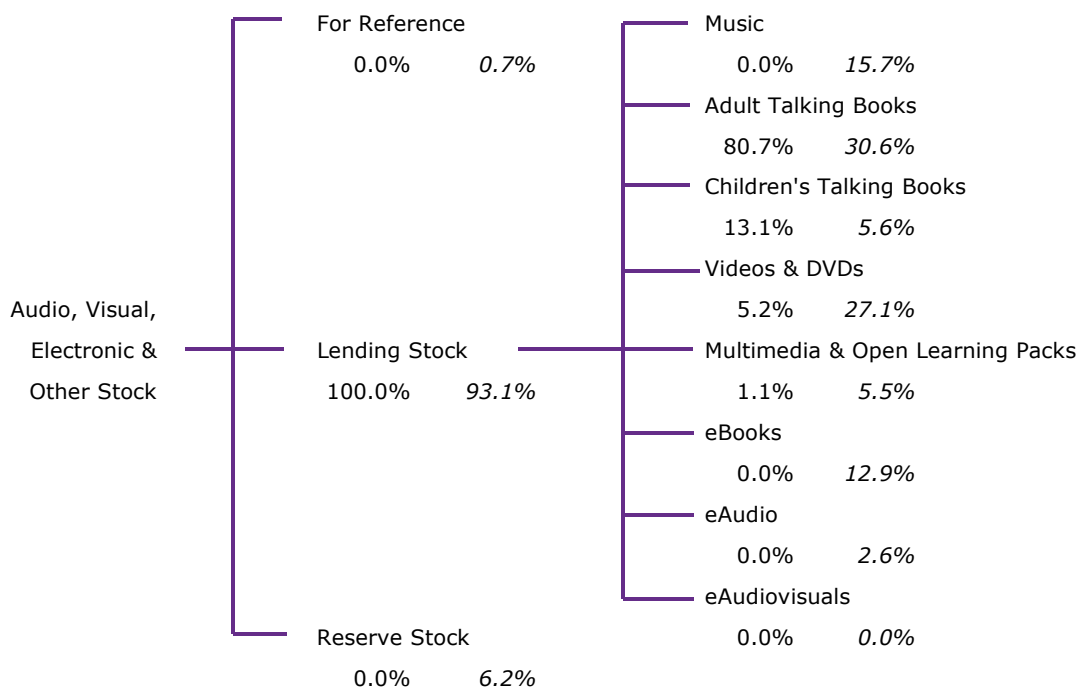 Audio, Visual,
Electronic &
Other Stock
For Reference
0.0% 0.7%
Lending Stock
100.0% 93.1%
Reserve Stock
0.0% 6.2%
Music
0.0% 15.7%
Adult Talking Books
80.7% 30.6%
Children's Talking Books
13.1% 5.6%
Videos & DVDs
5.2% 27.1%
Multimedia & Open Learning Packs
1.1% 5.5%
eBooks
0.0% 12.9%
eAudio
0.0% 2.6%
eAudiovisuals
0.0% 0.0%